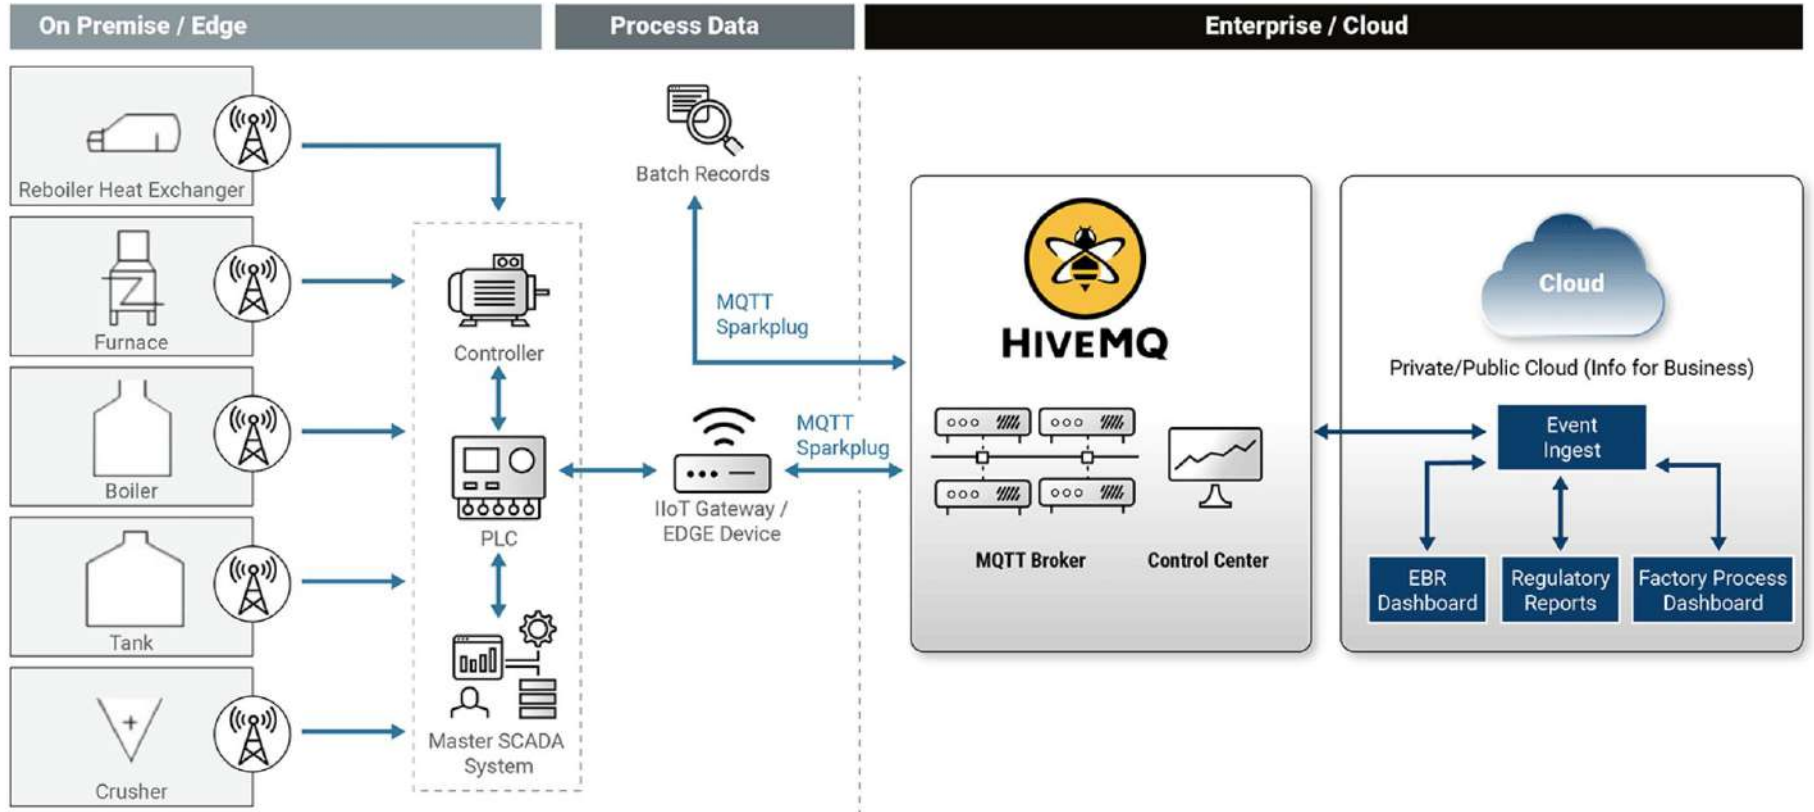 On Premise / Edge
Process Data
Enterprise / Cloud
Reboiler Heat Exchanger
Furnace
Boiler
Tank
Crusher
Controller
PLC
Master SCADA
System
Batch Records
MQTT
Sparkplug
IIoT Gateway /
EDGE Device
MQTT
Sparkplug
HIVEMQ
MQTT Broker
Control Center
Cloud
Private/Public Cloud (Info for Business)
Event
Ingest
EBR
Dashboard
Regulatory
Reports
Factory Process
Dashboard